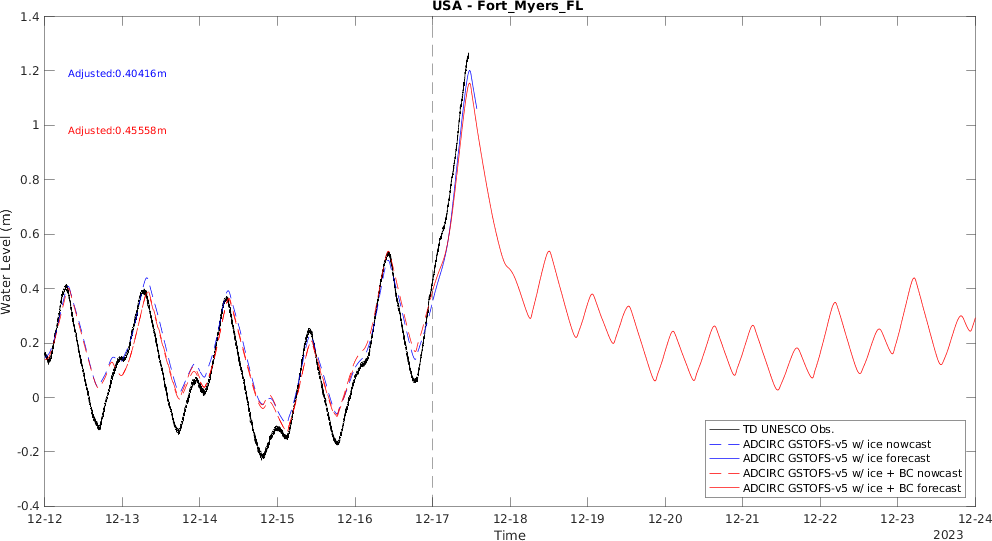 USA - Fort_Myers_FL
1.4
1.2
1
0.8
0.6
0.4
0.2
0
-0.2
-0.4
Water Level (m)
Adjusted:0.40416m
Adjusted:0.45558m
TD UNESCO Obs.
ADCIRC GSTOFS-v5 w/ ice nowcast
ADCIRC GSTOFS-v5 w/ ice forecast
ADCIRC GSTOFS-v5 w/ ice + BC nowcast
ADCIRC GSTOFS-v5 w/ ice + BC forecast
12-12 12-13 12-14 12-15 12-16 12-17 12-18 12-19 12-20 12-21 12-22 12-23 12-24
Time
2023